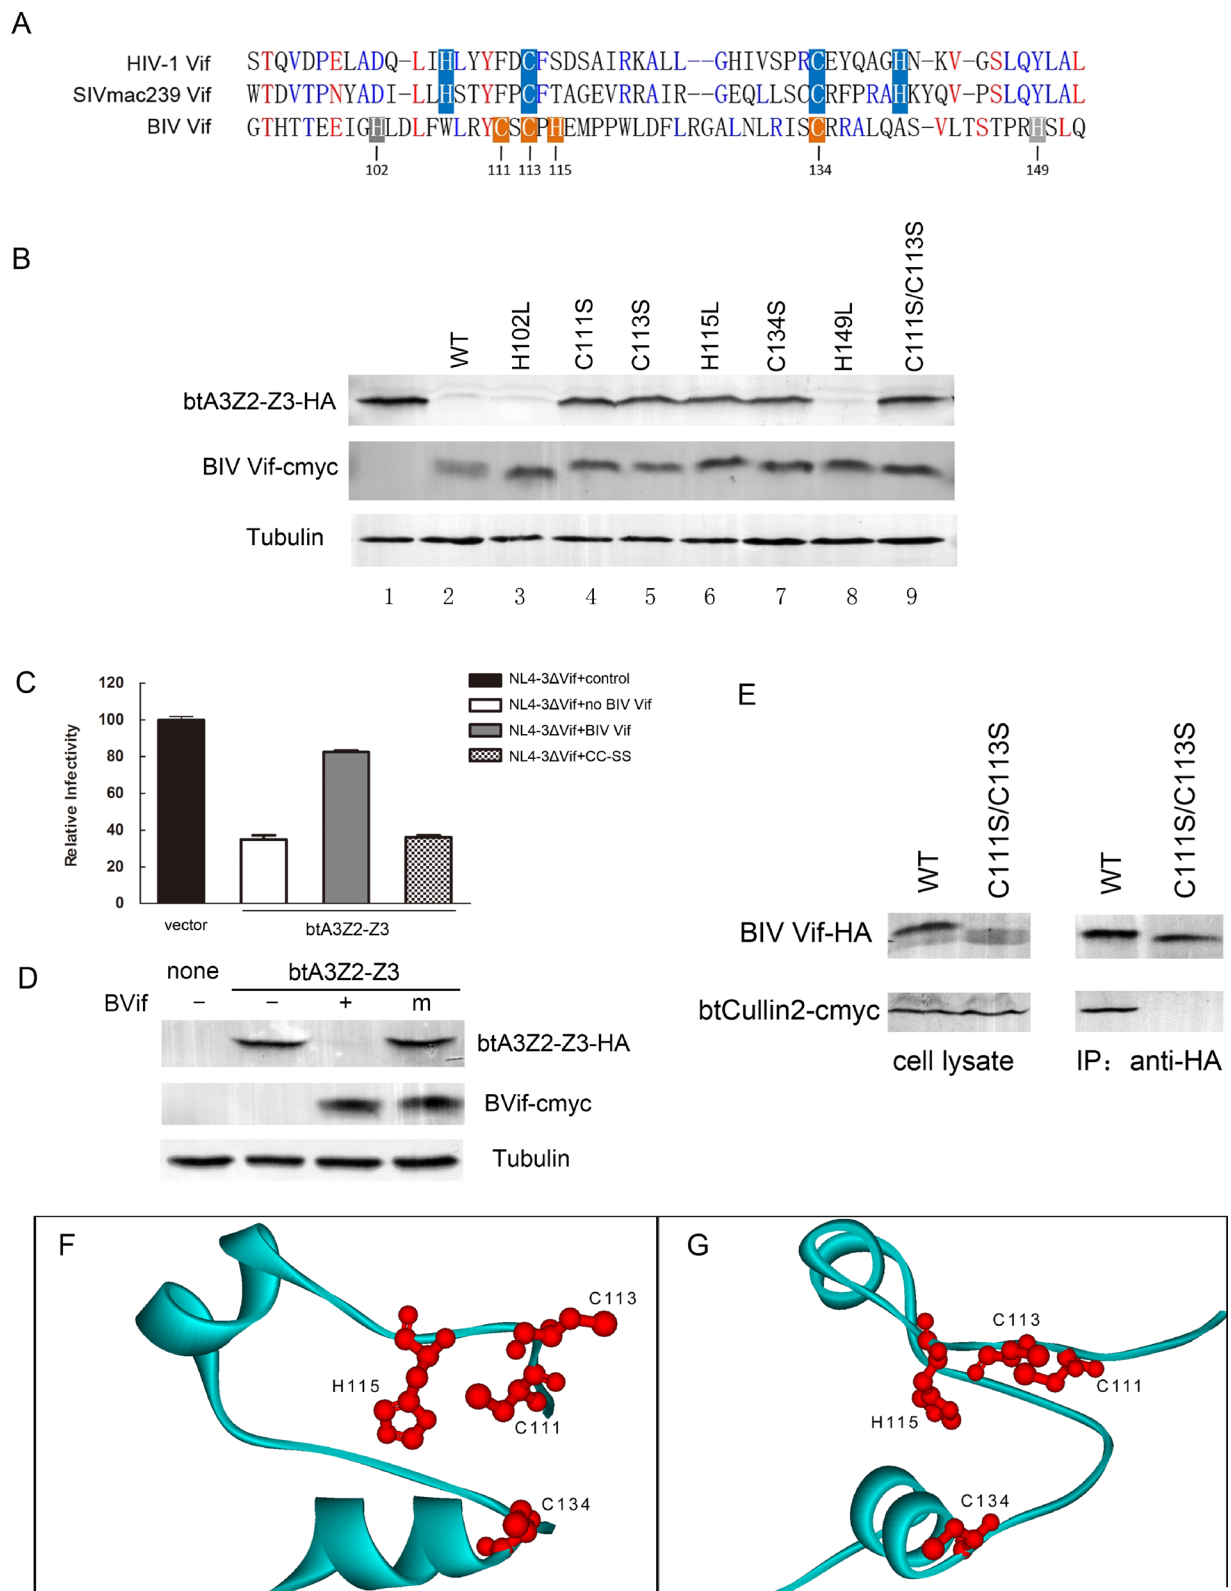 A
HIV-1 Vif STQVDPELADQ-LIHLYYFDCFSDSAIRKALL--GHIVSPRCEYQAGHN-KV-GSLQYLAL
SIVmac239 Vif WTDVTPNYADI-LLHSTYFPCFTAGEVRRAIR--GEQLLSCCRFPRAHKYQV-PSLQYLAL
BIV Vif GTHTTEEIGHLDLFWLRYCSCPHEMPPWLDFLRGALNLRISCRRALQAS-VLTSTPRHSLQ
102 111 113 115 134 149
B
WT H102L C111S C113S H115L C134S H149L C111S/C113S
btA3Z2-Z3-HA
BIV Vif-cmyc
Tubulin
1 2 3 4 5 6 7 8 9
C
Relative Infectivity
120
100
80
60
40
20
0
vector btA3Z2-Z3
NL4-3ΔVif+control
NL4-3ΔVif+no BIV Vif
NL4-3ΔVif+BIV Vif
NL4-3ΔVif+CC-SS
D
none btA3Z2-Z3
BVif − − + m
btA3Z2-Z3-HA
BVif-cmyc
Tubulin
E
WT C111S/C113S WT C111S/C113S
BIV Vif-HA
btCullin2-cmyc
cell lysate IP: anti-HA
F
C113
H115
C111
C134
G
C113
C111
H115
C134